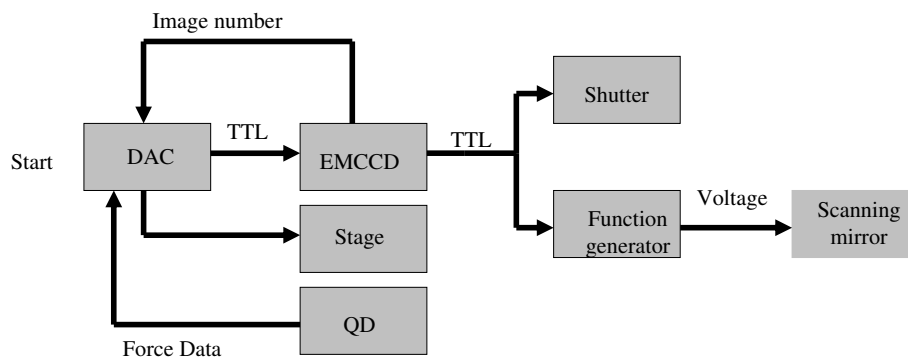 Image number
Shutter
TTL
TTL
Start
DAC
EMCCD
Voltage
Stage
Function
generator
Scanning
mirror
QD
Force Data